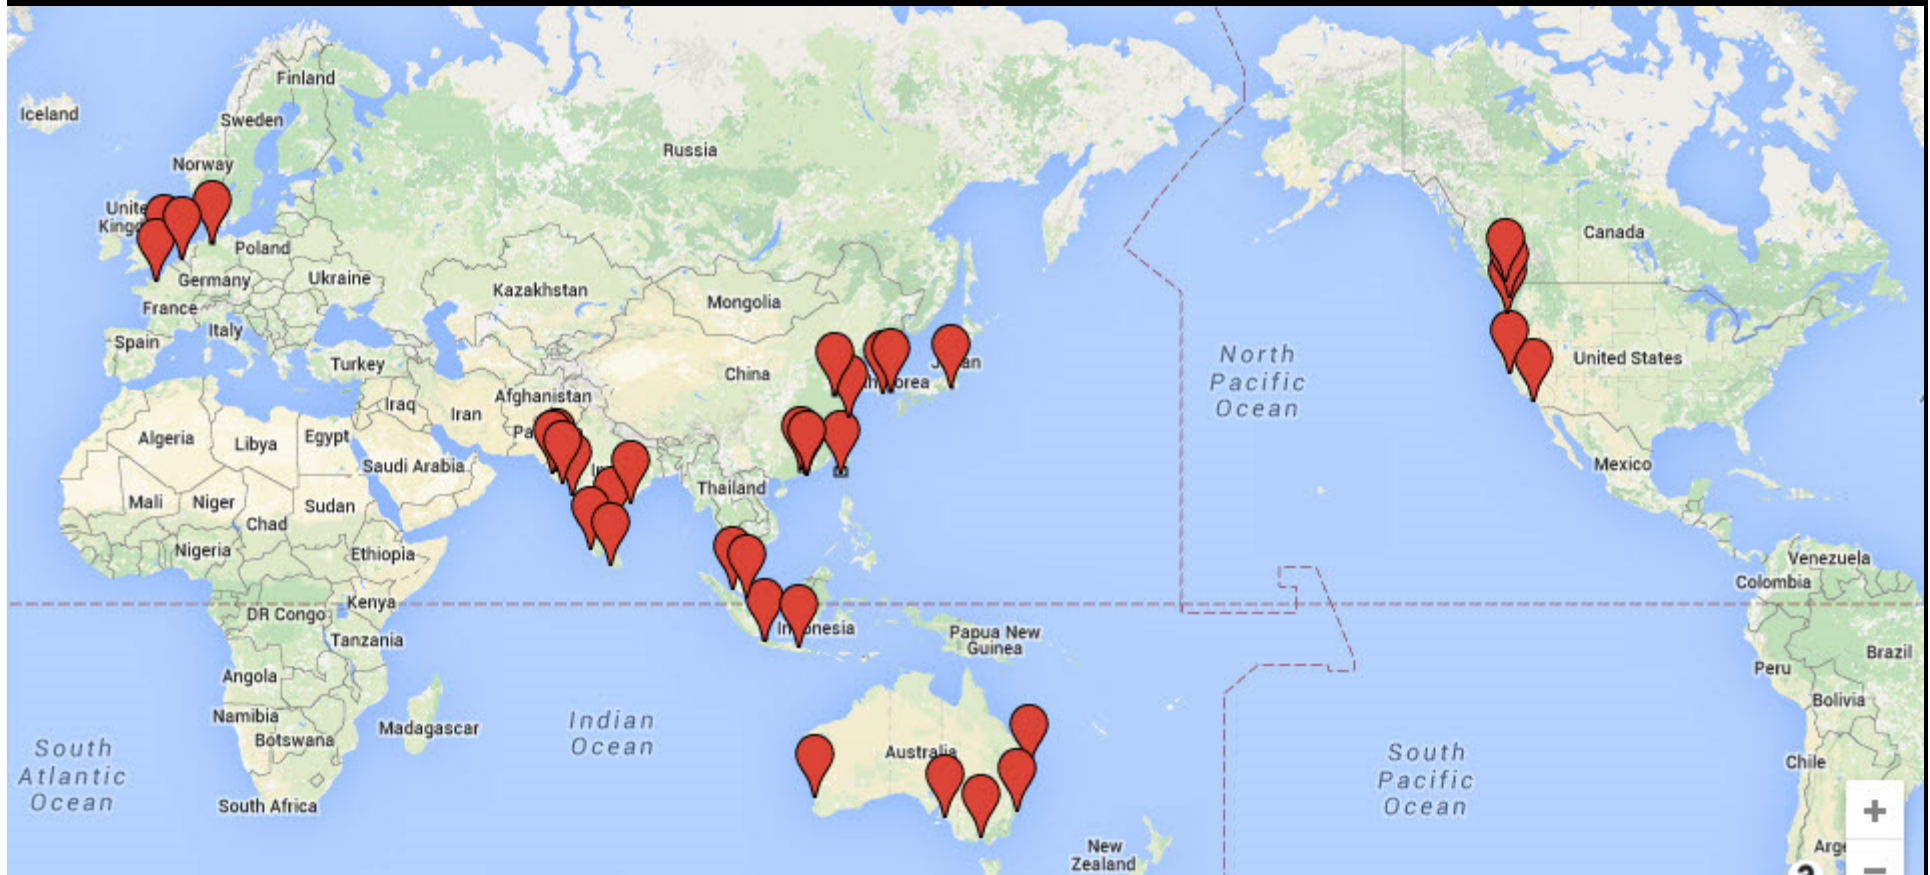 Finland
Iceland
Sweden
Russia
Norway
Canada
Poland
Germany
Ukraine
Kazakhstan
Mongolia
France
Italy
Spain
Turkey
China
North
Pacific
Ocean
United States
Afghanistan
Iraq
Iran
Algeria
Libya
Egypt
Saudi Arabia
Mexico
Thailand
Mali
Niger
Sudan
Chad
Nigeria
Ethiopia
Venezuela
Colombia
Kenya
DR Congo
Tanzania
Papua New
Guinea
Brazil
Peru
Angola
Bolivia
Namibia
Madagascar
Botswana
Indian
Ocean
Australia
South
Atlantic
Ocean
South
Pacific
Ocean
Chile
South Africa
New
Zealand
+
−